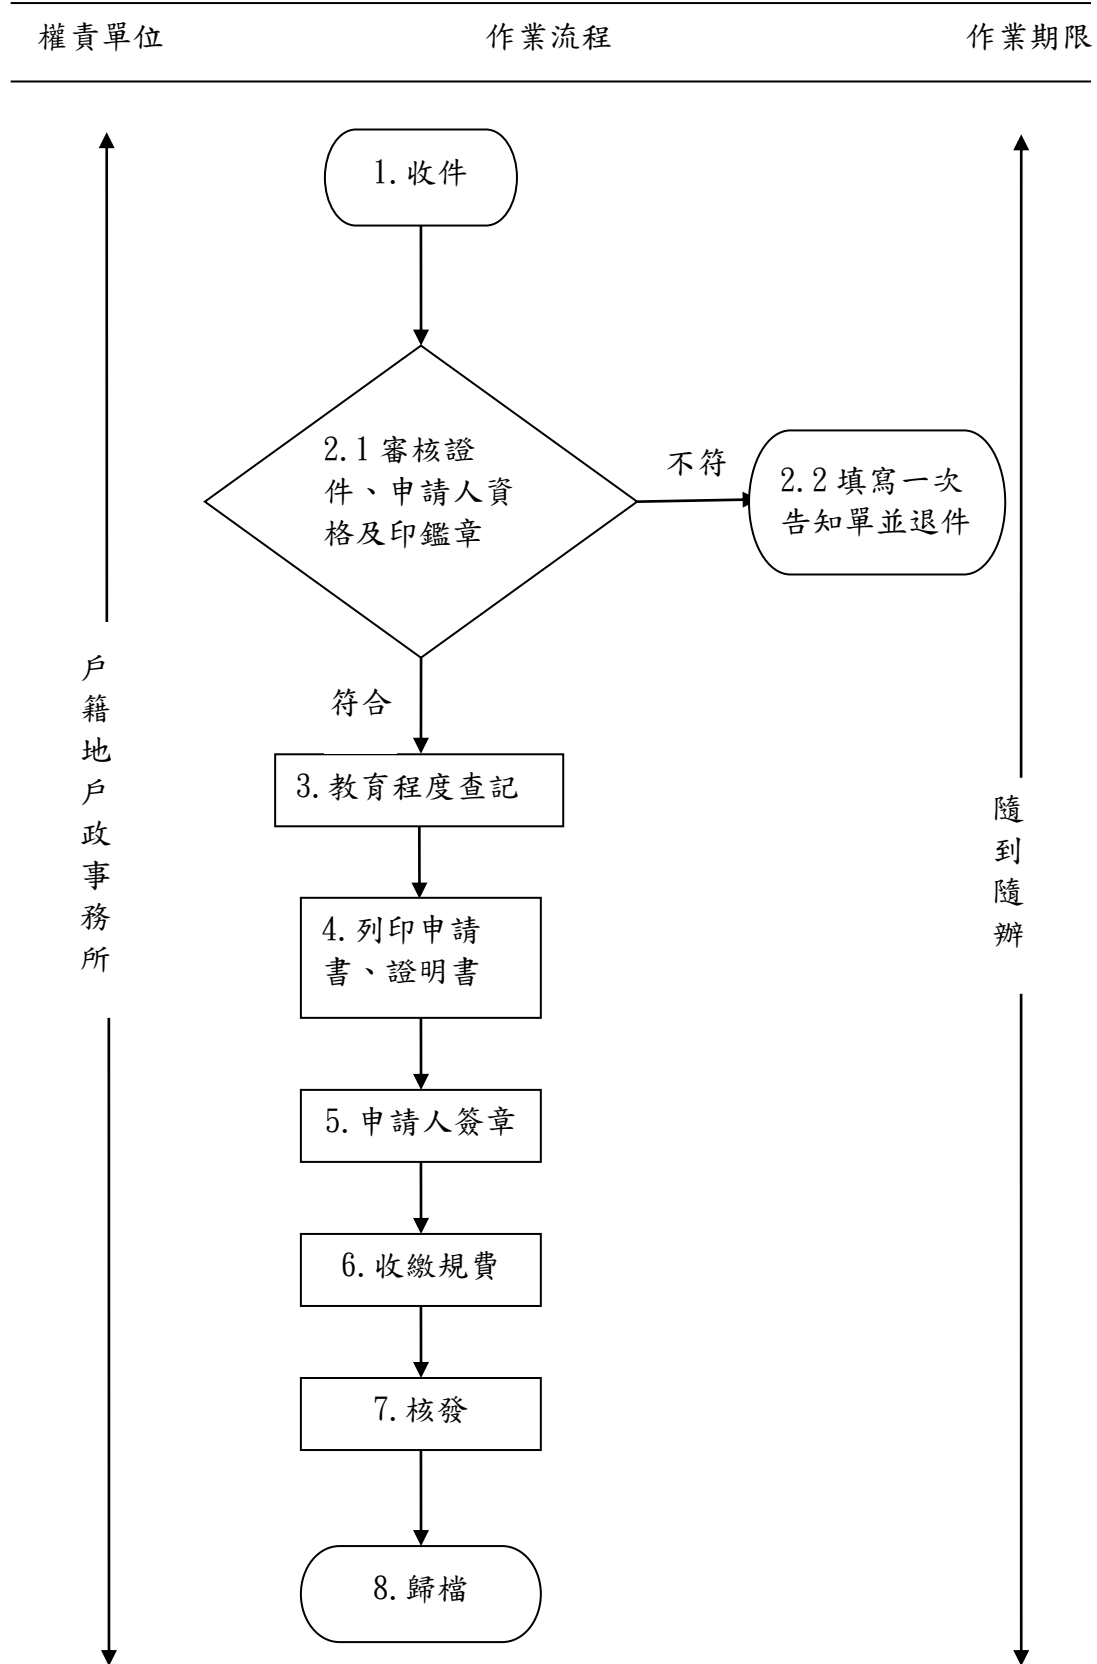 權責單位
作業流程
作業期限
1.收件
2.1 審核證
件、申請人資
格及印鑑章
不符
2.2 填寫一次
告知單並退件
符合
3.教育程度查記
4.列印申請
書、證明書
5.申請人簽章
6.收繳規費
7.核發
8.歸檔
戶籍地戶政事務所
隨到隨辦